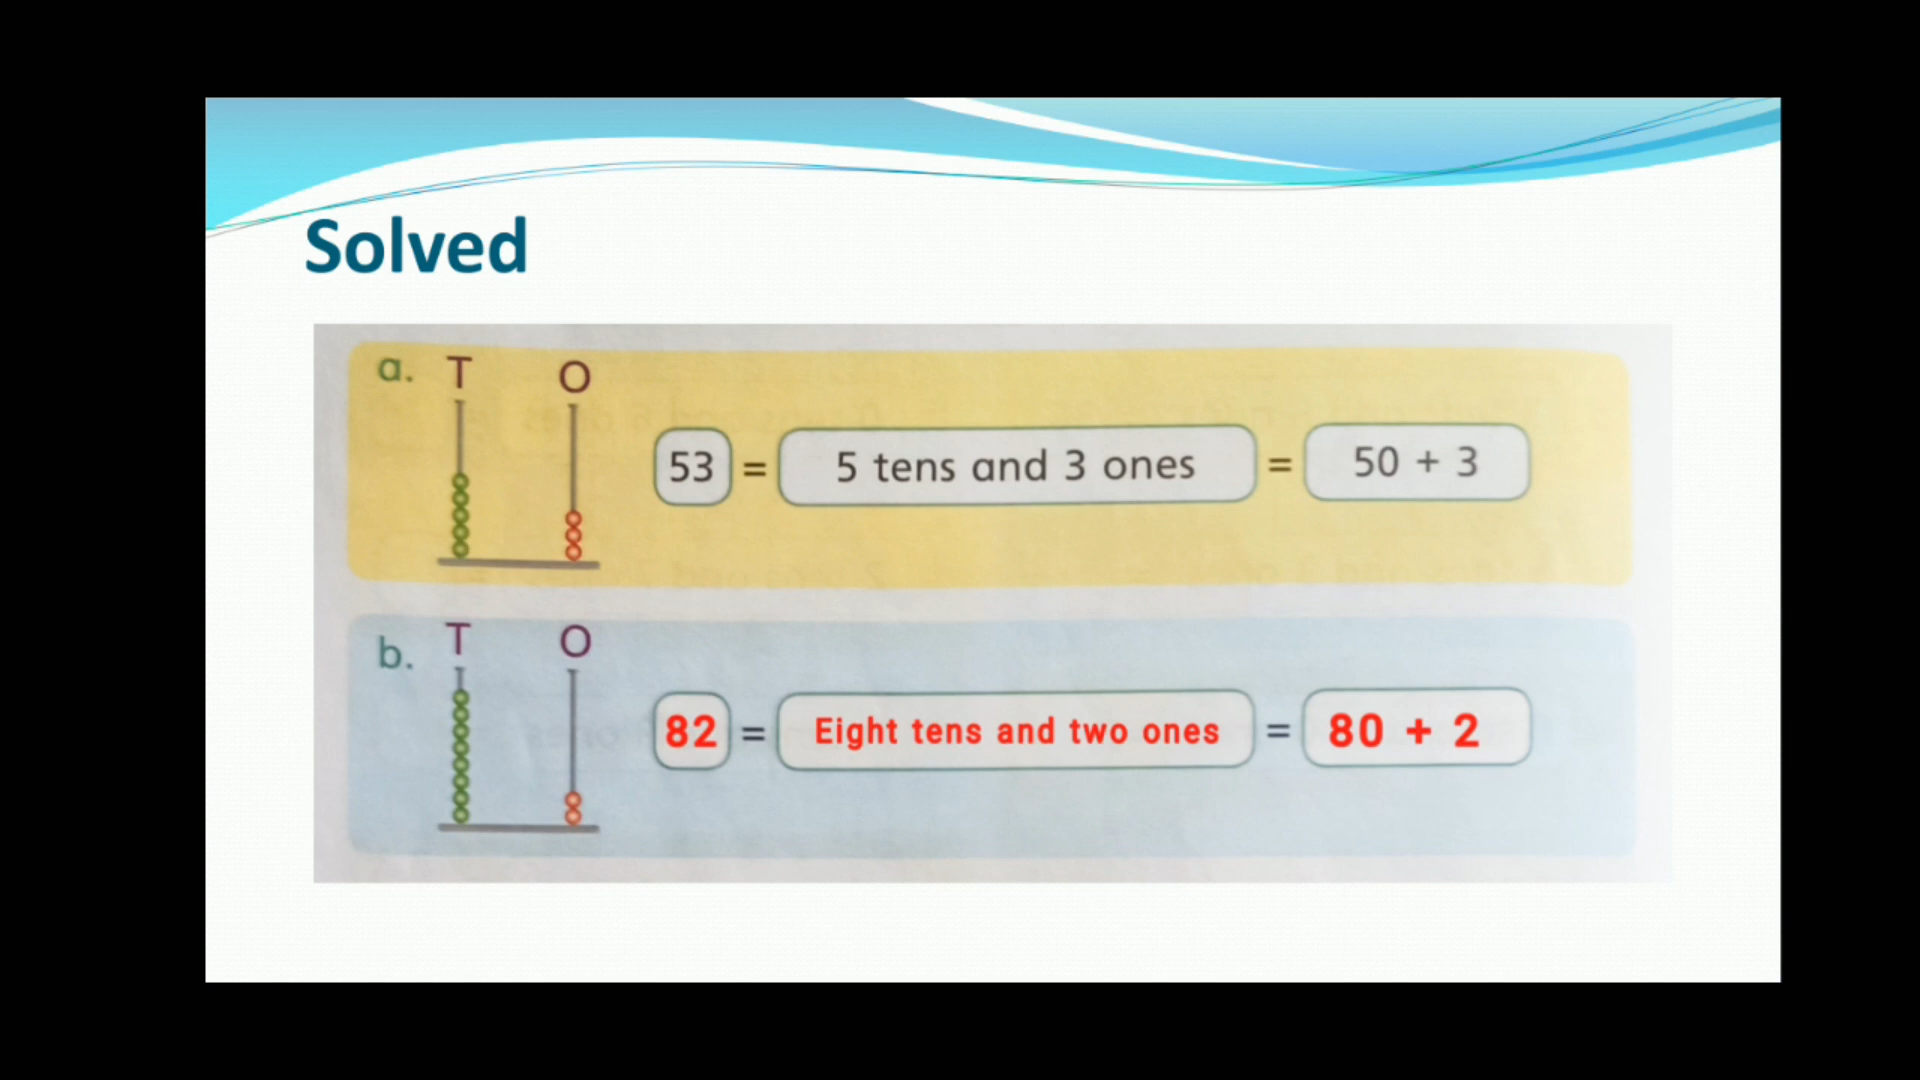 Solved
a. T O
53 = 5 tens and 3 ones = 50 + 3
b. T O
82 = Eight tens and two ones = 80 + 2